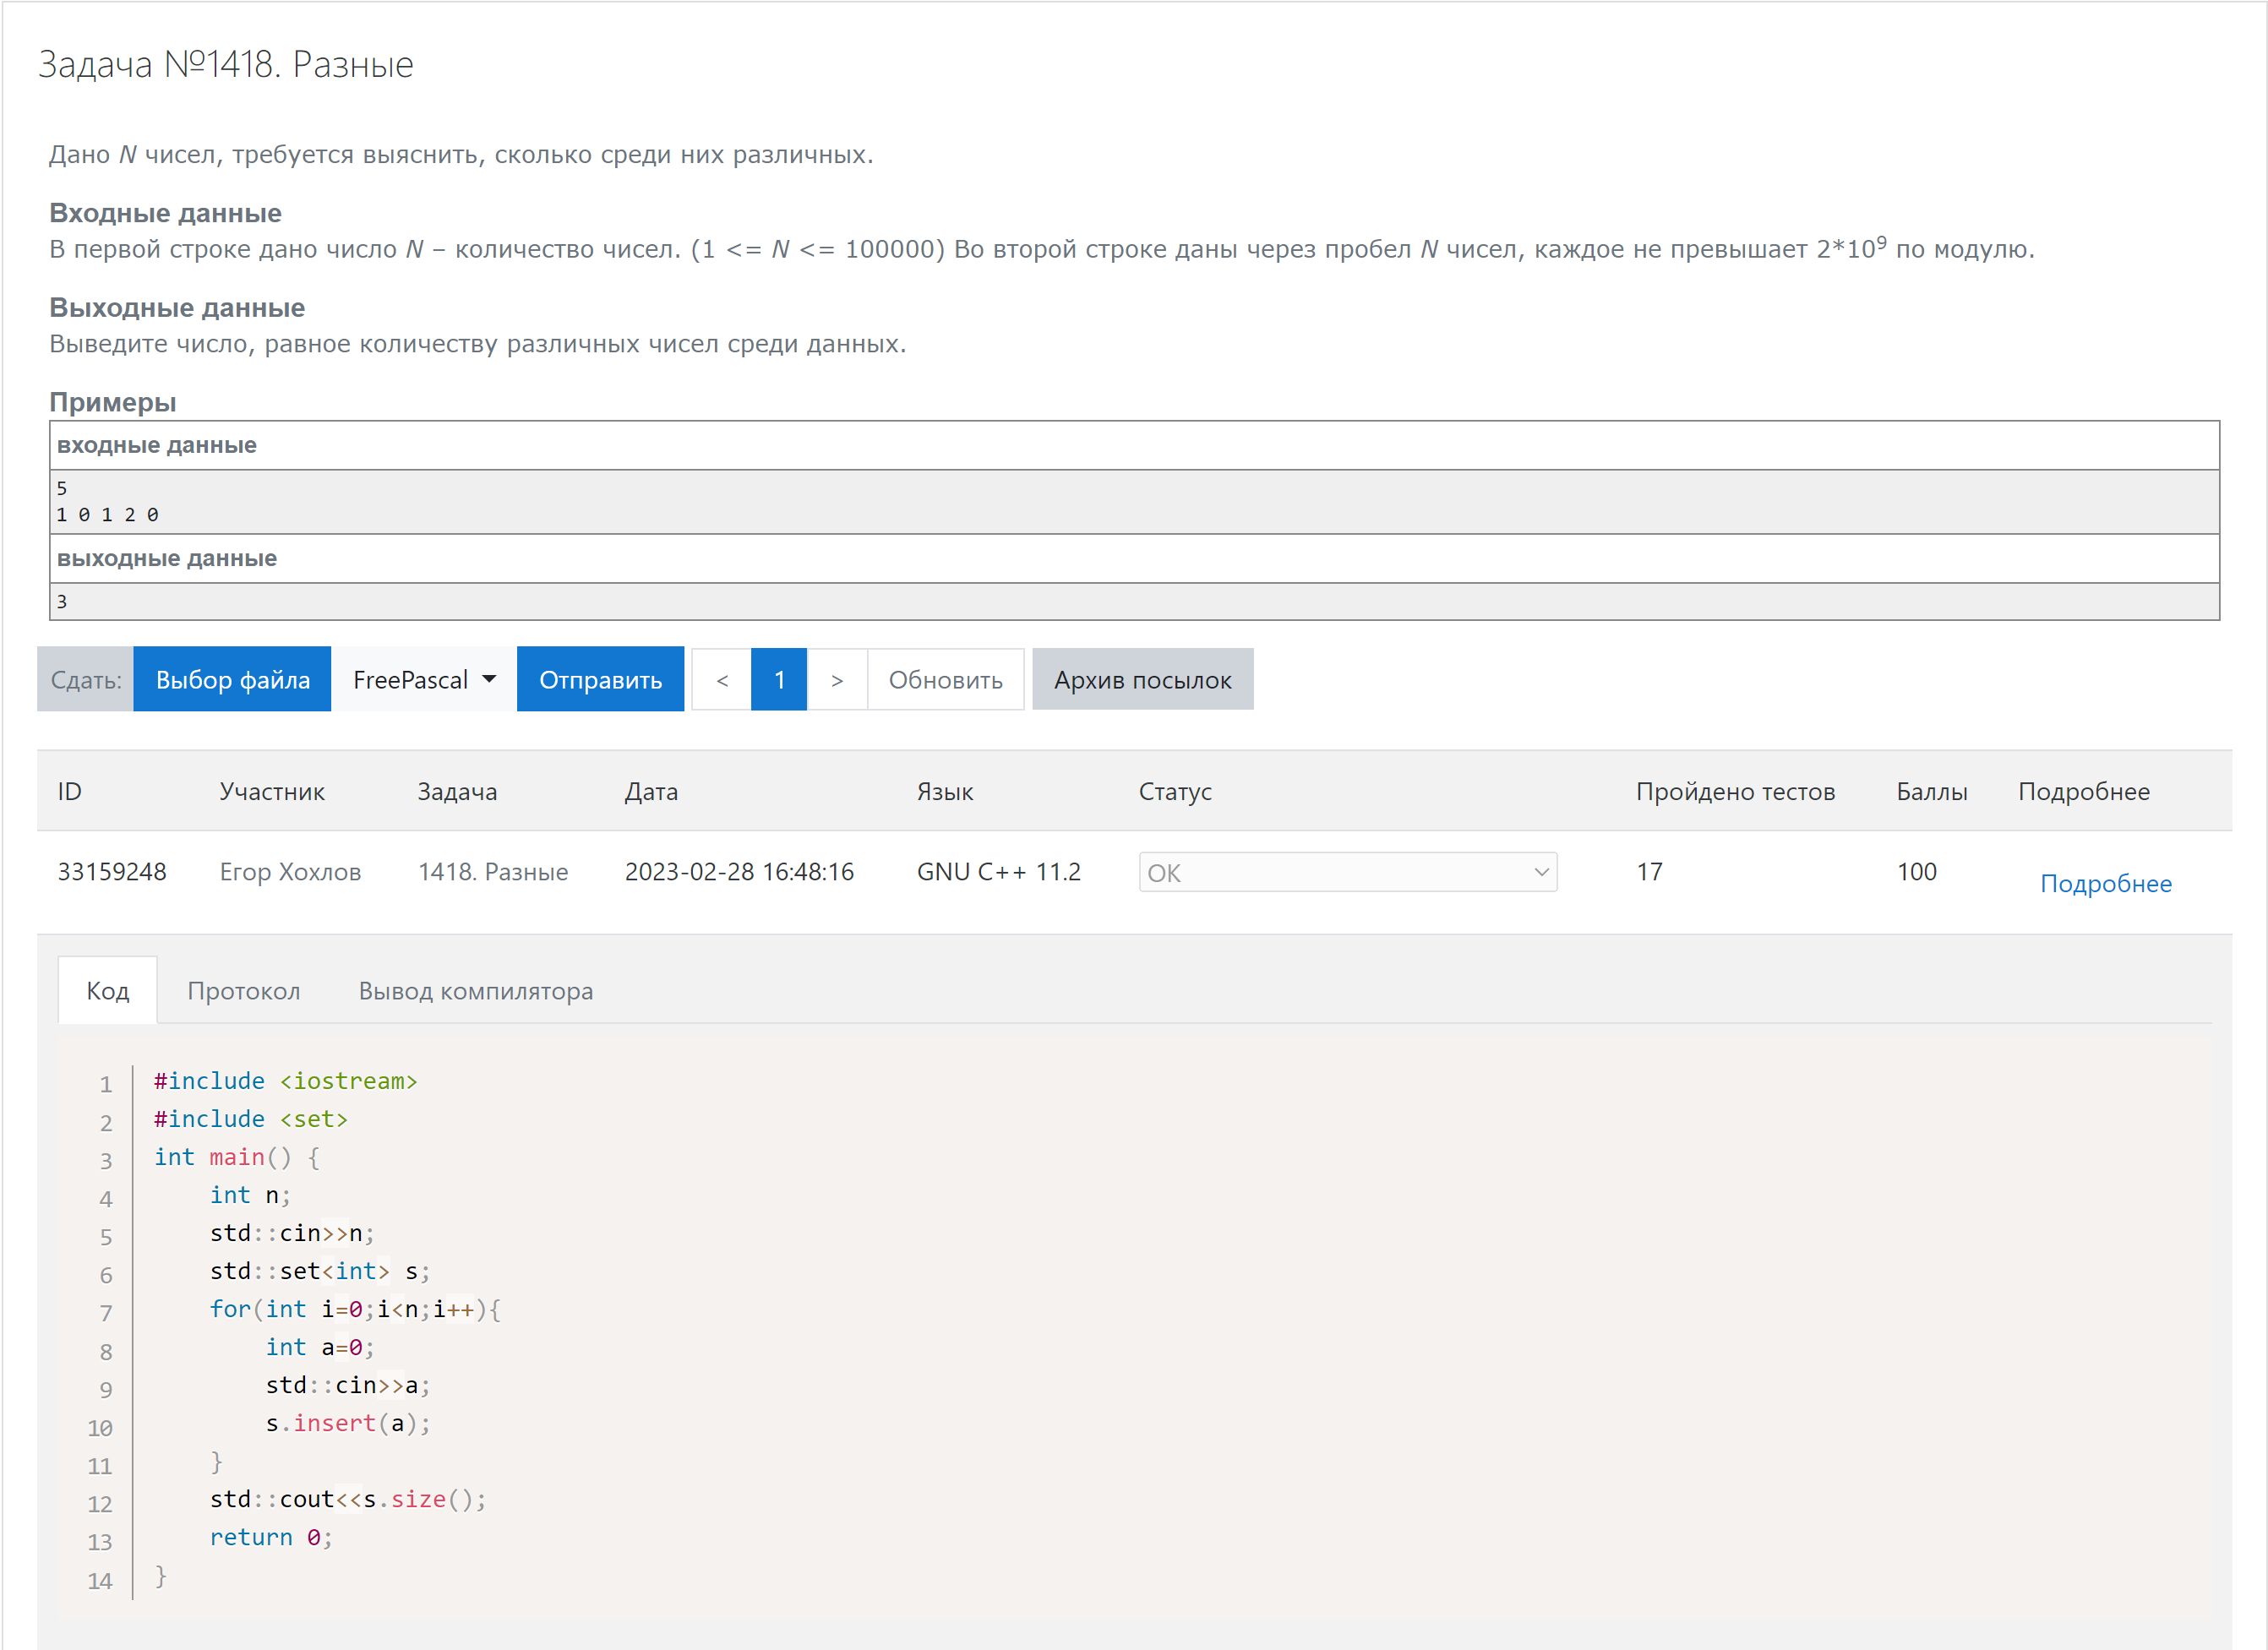 Задача №1418. Разные
Дано N чисел, требуется выяснить, сколько среди них различных.
Входные данные
В первой строке дано число N – количество чисел. (1 <= N <= 100000) Во второй строке даны через пробел N чисел, каждое не превышает 2*10⁹ по модулю.
Выходные данные
Выведите число, равное количеству различных чисел среди данных.
Примеры
входные данные
5
1 0 1 2 0
выходные данные
3
Сдать: Выбор файла FreePascal Отправить < 1 > Обновить Архив посылок
ID Участник Задача Дата Язык Статус Пройдено тестов Баллы Подробнее
33159248 Егор Хохлов 1418. Разные 2023-02-28 16:48:16 GNU C++ 11.2 OK 17 100 Подробнее
Код Протокол Вывод компилятора
1 #include <iostream>
2 #include <set>
3 int main() {
4     int n;
5     std::cin>>n;
6     std::set<int> s;
7     for(int i=0;i<n;i++){
8         int a=0;
9         std::cin>>a;
10         s.insert(a);
11     }
12     std::cout<<s.size();
13     return 0;
14 }